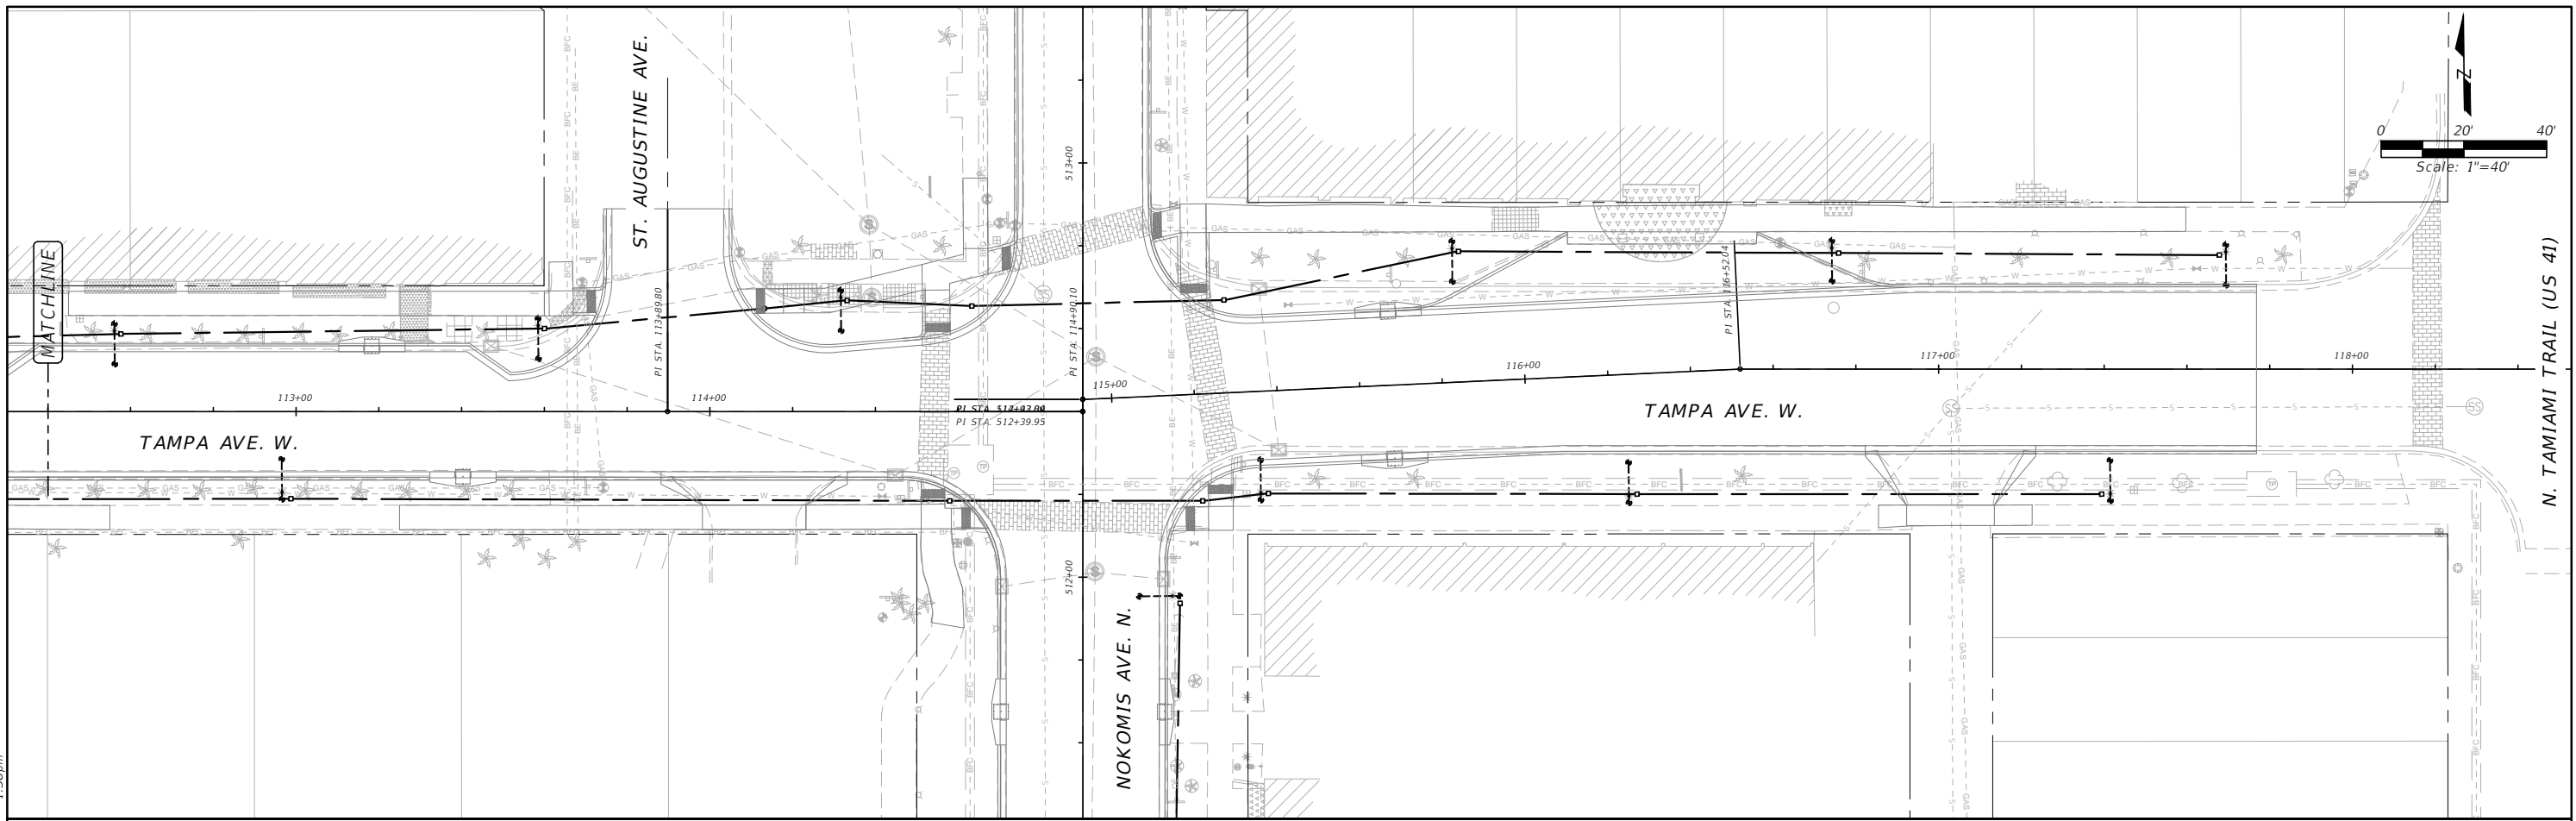 MATCHLINE
ST. AUGUSTINE AVE.
PI STA. 113+89.80
PI STA. 114+90.10
513+00
512+00
113+00
114+00
115+00
116+00
117+00
118+00
PI STA. 512+39.95
PI STA. 116+52.04
TAMPA AVE. W.
TAMPA AVE. W.
NOKOMIS AVE. N.
N. TAMIAMI TRAIL (US 41)
N
0 20' 40'
Scale: 1"=40'
GAS
BFC
BE
W
S
SS
TP